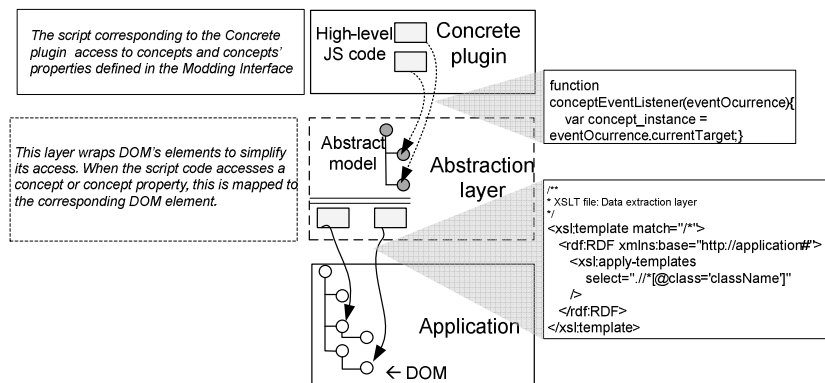 The script corresponding to the Concrete
plugin access to concepts and concepts'
properties defined in the Modding Interface
High-level
JS code
Concrete
plugin
function
conceptEventListener(eventOcurrence){
var concept_instance =
eventOcurrence.currentTarget;}
This layer wraps DOM's elements to simplify
its access. When the script code accesses a
concept or concept property, this is mapped to
the corresponding DOM element.
Abstract
model
Abstraction
layer
/**
* XSLT file: Data extraction layer
*/
<xsl:template match="/*">
<rdf:RDF xmlns:base="http://application#">
<xsl:apply-templates
select=".//*[@class='className']"
/>
</rdf:RDF>
</xsl:template>
Application
← DOM